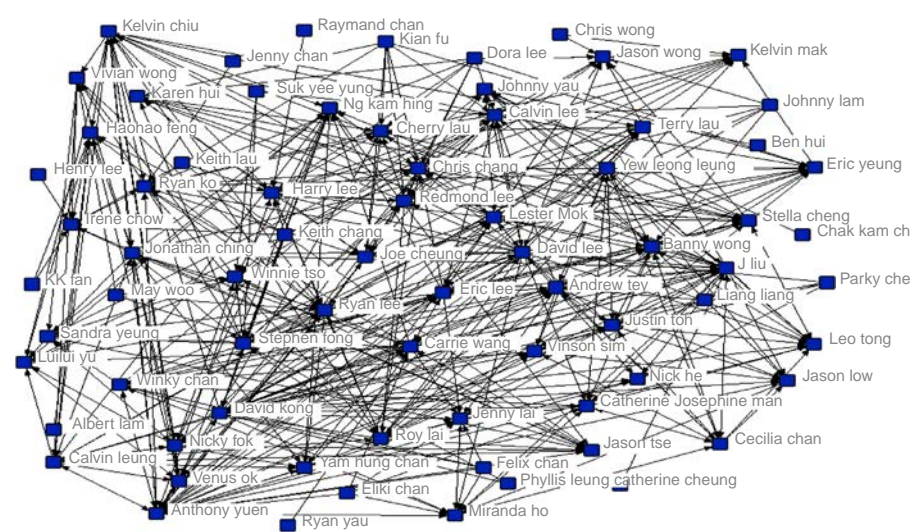 Kelvin chiu
Raymand chan
Kian fu
Chris wong
Jenny chan
Dora lee
Jason wong
Kelvin mak
Vivian wong
Karen hui
Suk yee yung
Ng kam hing
Johnny yau
Calvin lee
Johnny lam
Haohao feng
Cherry lau
Terry lau
Ben hui
Henry lee
Keith lau
Chris chang
Yew leong leung
Eric yeung
Ryan ko
Harry lee
Redmond lee
Irene chow
Lester Mok
Stella cheng
Chak kam ch
Keith chang
Jonathan ching
Joe cheung
David lee
Banny wong
J liu
KK fan
May woo
Winnie tso
Eric lee
Andrew tey
Parky che
Ryan lee
Liang liang
Sandra yeung
Stephen fong
Carrie wang
Justin toh
Vinson sim
Leo tong
Luilui yu
Winky chan
Nick he
Jason low
David kong
Jenny lai
Catherine Josephine man
Albert lam
Nicky fok
Roy lai
Jason tse
Cecilia chan
Calvin leung
Venus ok
Yam hung chan
Felix chan
Phyllis leung
catherine cheung
Eliki chan
Anthony yuen
Ryan yau
Miranda ho